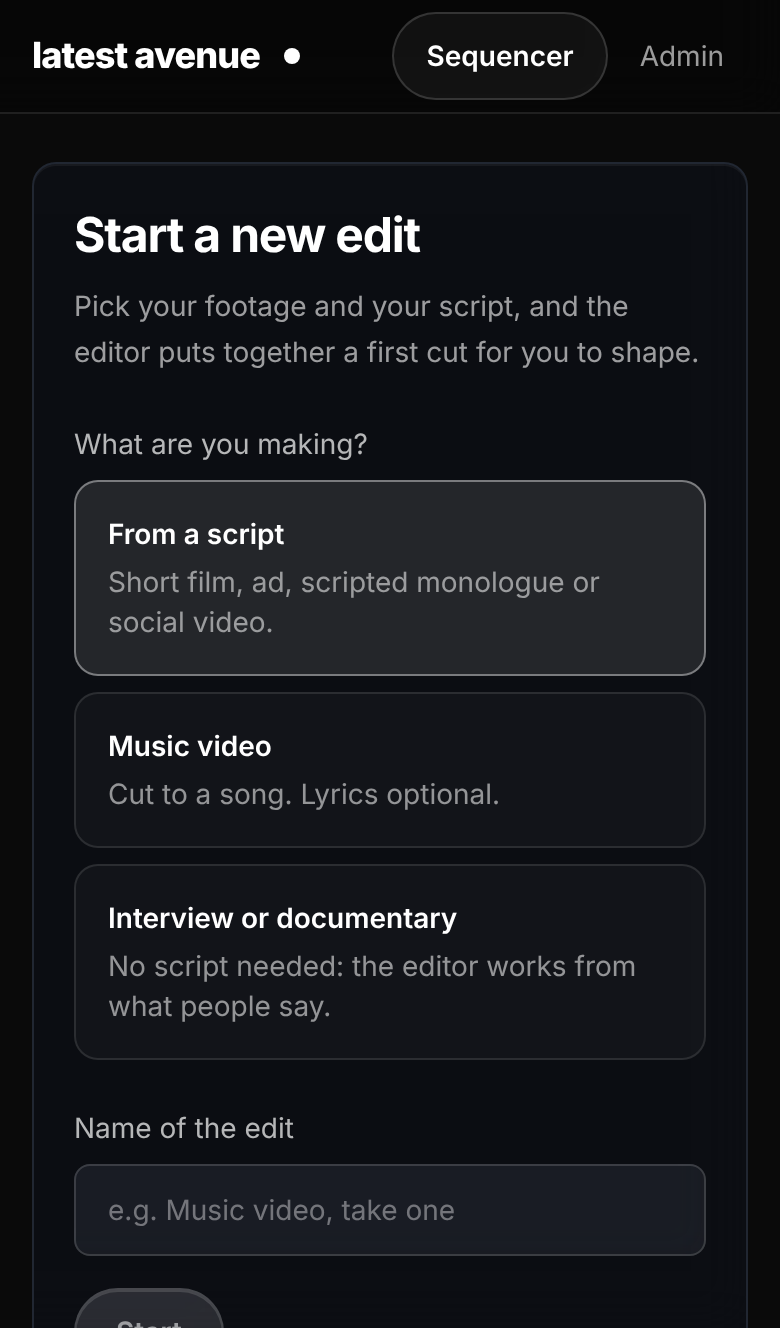 latest avenue
Sequencer
Admin
Start a new edit
Pick your footage and your script, and the
editor puts together a first cut for you to shape.
What are you making?
From a script
Short film, ad, scripted monologue or
social video.
Music video
Cut to a song. Lyrics optional.
Interview or documentary
No script needed: the editor works from
what people say.
Name of the edit
e.g. Music video, take one
Start